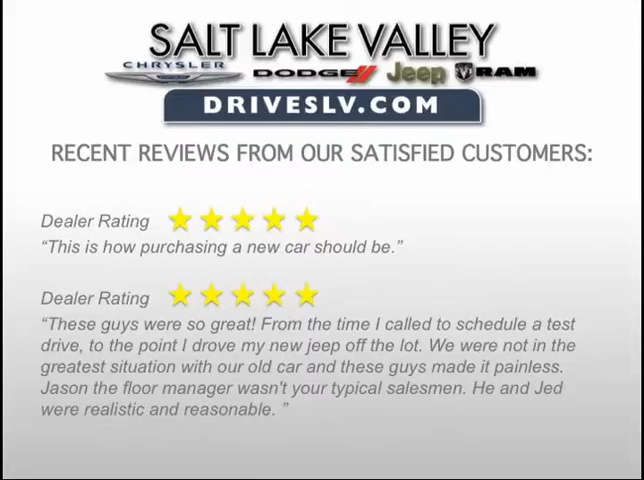 SALT LAKE VALLEY
CHRYSLER DODGE Jeep RAM
DRIVESLV.COM
RECENT REVIEWS FROM OUR SATISFIED CUSTOMERS:
Dealer Rating
“This is how purchasing a new car should be.”
Dealer Rating
“These guys were so great! From the time I called to schedule a test
drive, to the point I drove my new jeep off the lot. We were not in the
greatest situation with our old car and these guys made it painless.
Jason the floor manager wasn't your typical salesmen. He and Jed
were realistic and reasonable. ”